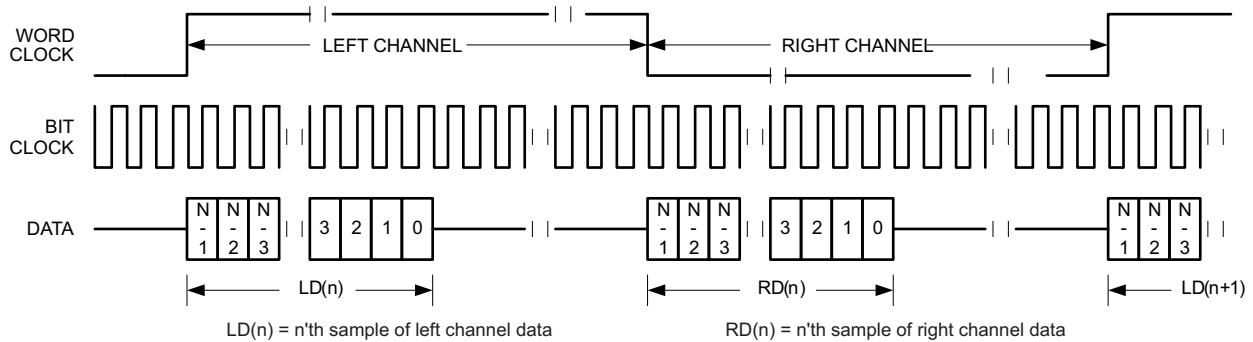 WORD
CLOCK
LEFT CHANNEL
RIGHT CHANNEL
BIT
CLOCK
DATA
N-1 N-2 N-3 3 2 1 0 N-1 N-2 N-3 3 2 1 0 N-1 N-2 N-3
LD(n) RD(n) LD(n+1)
LD(n) = n'th sample of left channel data
RD(n) = n'th sample of right channel data